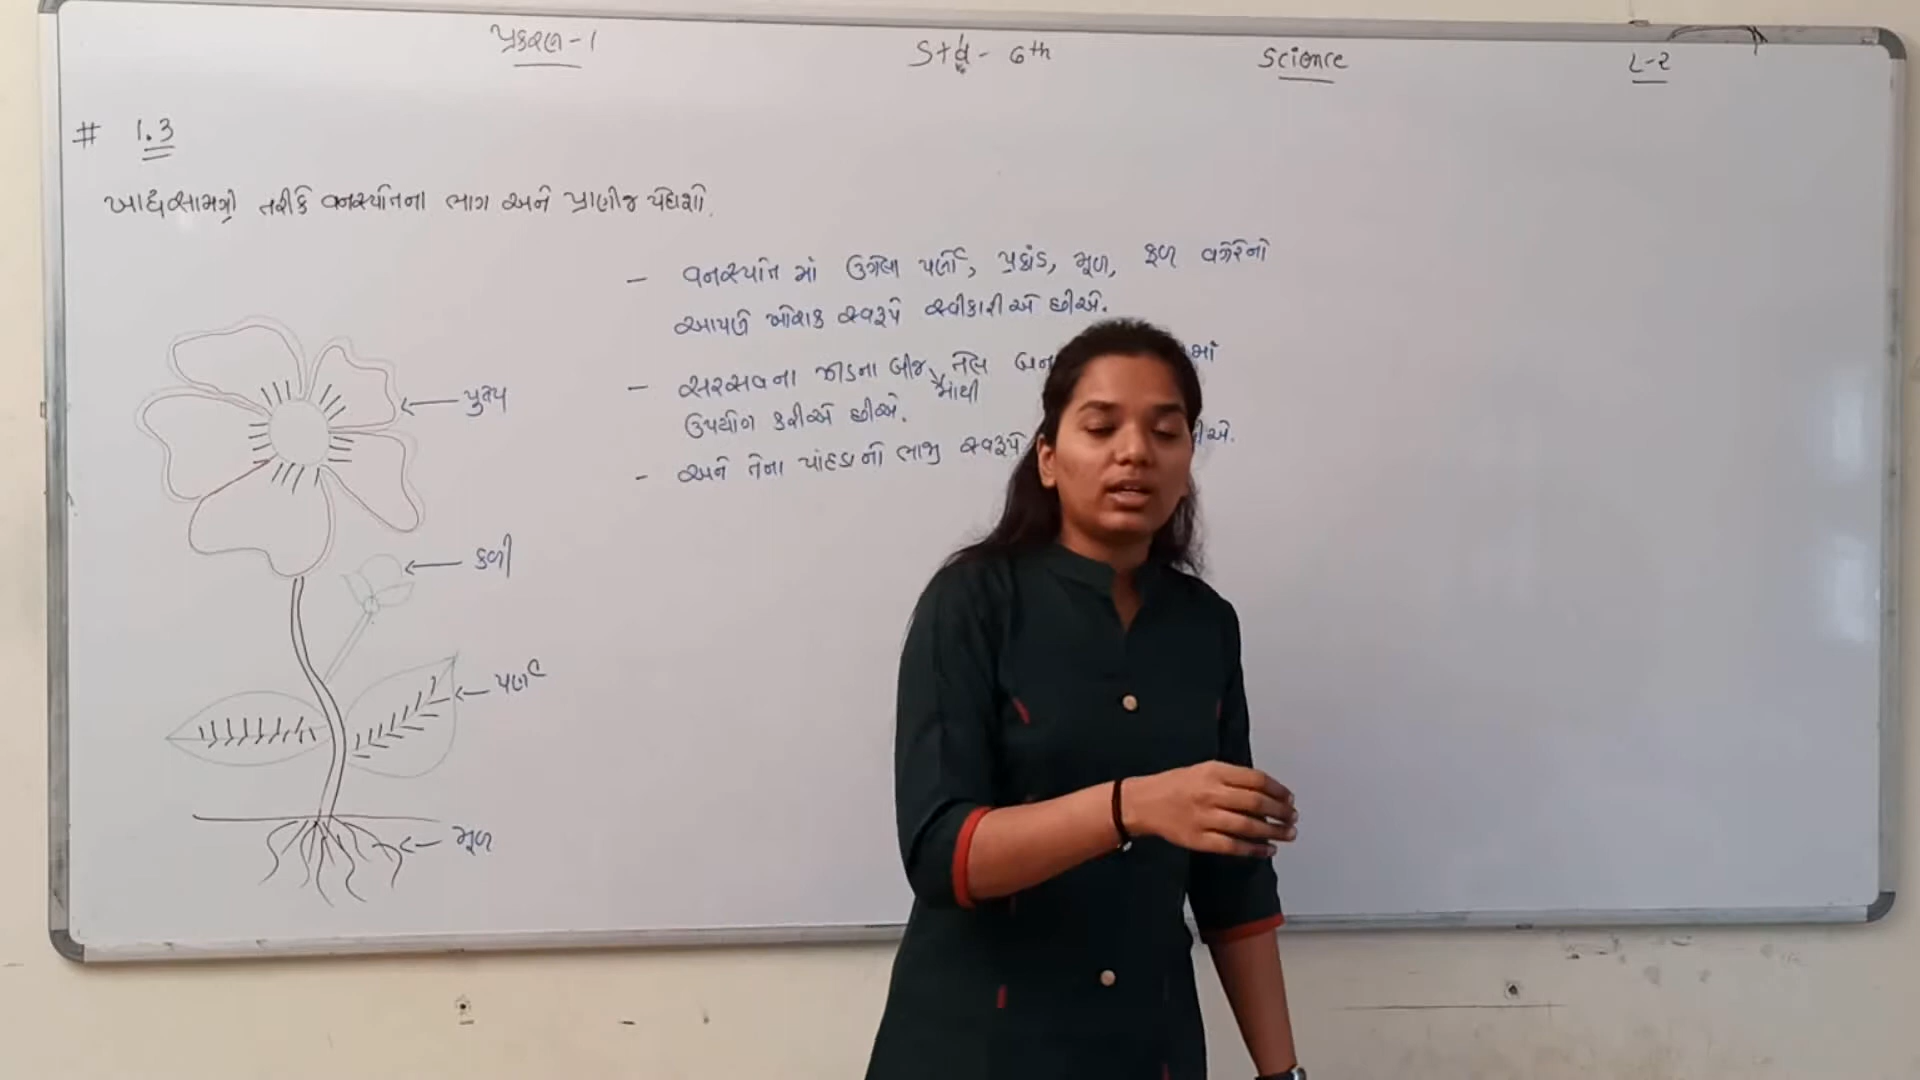 પ્રકરણ-1
Std - 6th
Science
L-2
# 1.3
ખાદ્યસામગ્રી તરીકે વનસ્પતિના ભાગ અને પ્રાણીજ પેદાશો.
- વનસ્પતિ માં ઉગેલા પર્ણો, પ્રકાંડ, મૂળ, ફળ વગેરેનો
આપણે ખોરાક સ્વરૂપે સ્વીકારીએ છીએ.
- સરસવના ઝાડના બીજ માંથી તેલ બન માં
ઉપયોગ કરીએ છીએ.
- અને તેના પાંદડાની ભાજી સ્વરૂપે
પુષ્પ
કળી
પર્ણ
મૂળ